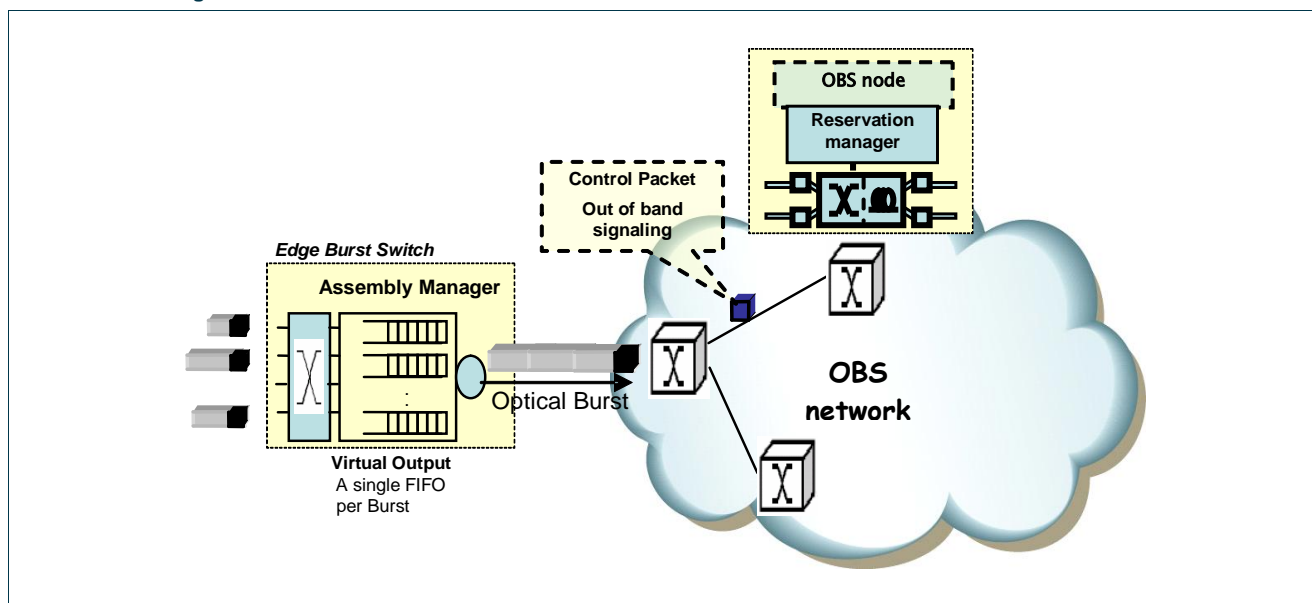 OBS node
Reservation
manager
Control Packet
Out of band
signaling
Edge Burst Switch
Assembly Manager
Optical Burst
OBS
network
Virtual Output
A single FIFO
per Burst